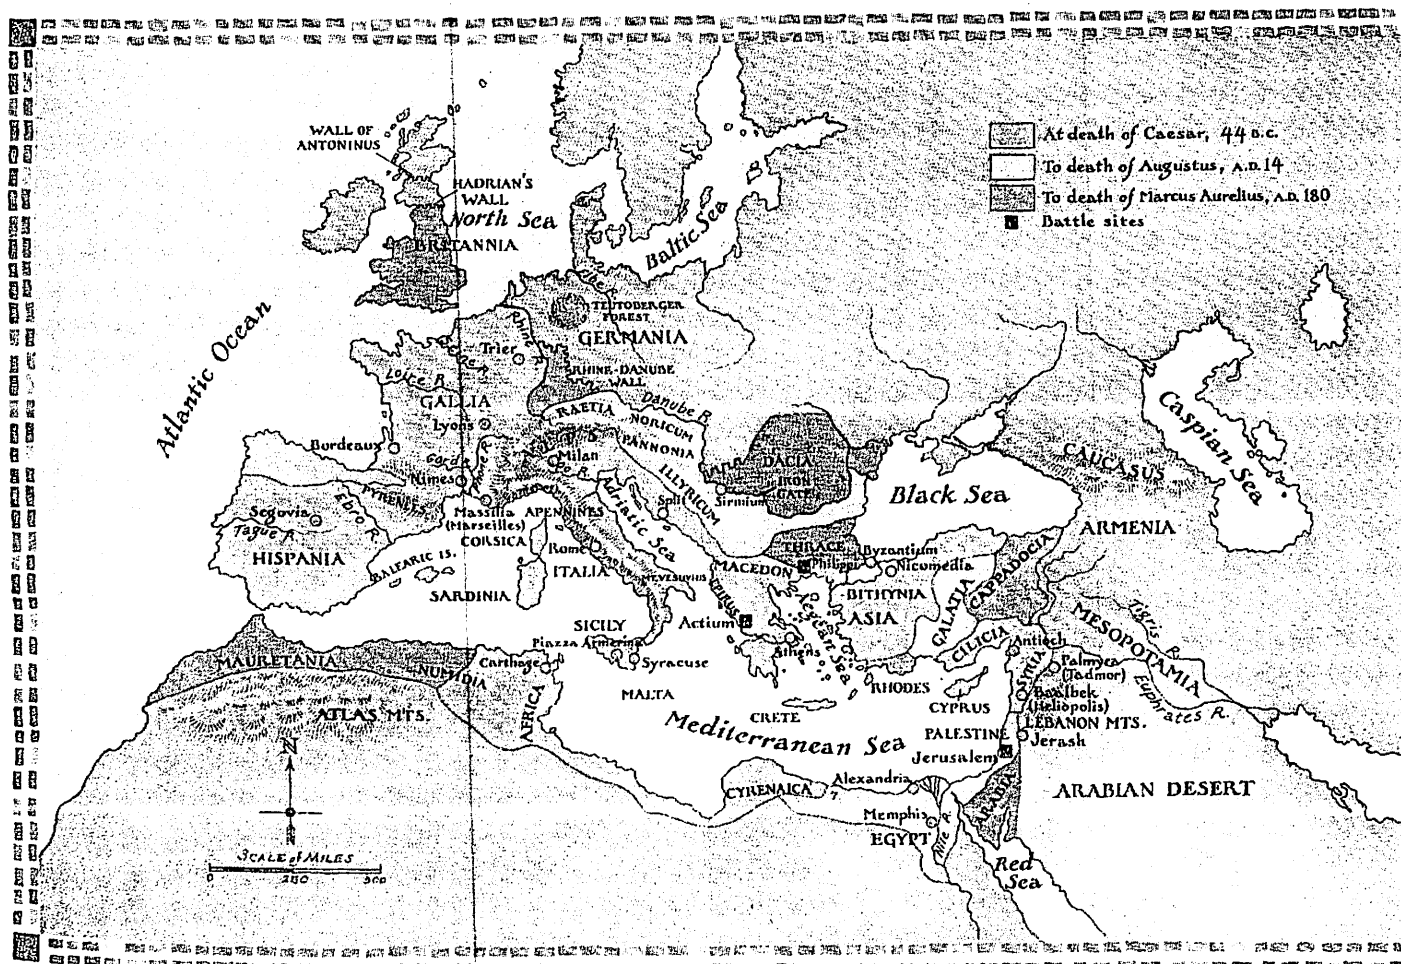 At death of Caesar, 44 B.C.
To death of Augustus, A.D. 14
To death of Marcus Aurelius, A.D. 180
Battle sites
WALL OF
ANTONINUS
HADRIAN'S
WALL
North Sea
BRITANNIA
Baltic Sea
Elbe R.
TEUTOBERGER
FOREST
GERMANIA
Atlantic Ocean
Rhine R.
Trier
RHINE-DANUBE
WALL
Loire R.
GALLIA
Lyons
Danube R.
RAETIA
NORICUM
PANNONIA
ILLYRICUM
Bordeaux
Milan
Po R.
Nimes
Rhone R.
PYRENEES
Massilia
(Marseilles)
APENNINES
CORSICA
Adriatic Sea
Split
Sirmium
DACIA
IRON
GATE
Black Sea
CAUCASUS
Caspian Sea
ARMENIA
Segovia
Ebro R.
Tague R.
HISPANIA
BALEARIC IS.
SARDINIA
Rome
ITALIA
MT. VESUVIUS
MACEDON
THRACE
Philippi
Byzantium
Nicomedia
BITHYNIA
ASIA
GALATIA
CAPPADOCIA
CILICIA
Epirus
Actium
Aegean Sea
Athens
SICILY
Piazza Armerina
Syracuse
Carthage
MAURETANIA
NUMIDIA
ATLAS MTS.
AFRICA
MALTA
CRETE
RHODES
CYPRUS
Antioch
SYRIA
Palmyra
(Tadmor)
Baalbek
(Heliopolis)
LEBANON MTS.
Jerash
MESOPOTAMIA
Tigris R.
Euphrates R.
Mediterranean Sea
PALESTINE
Jerusalem
ARABIA
ARABIAN DESERT
CYRENAICA
Alexandria
Memphis
EGYPT
Nile R.
Red
Sea
N
SCALE of MILES
0